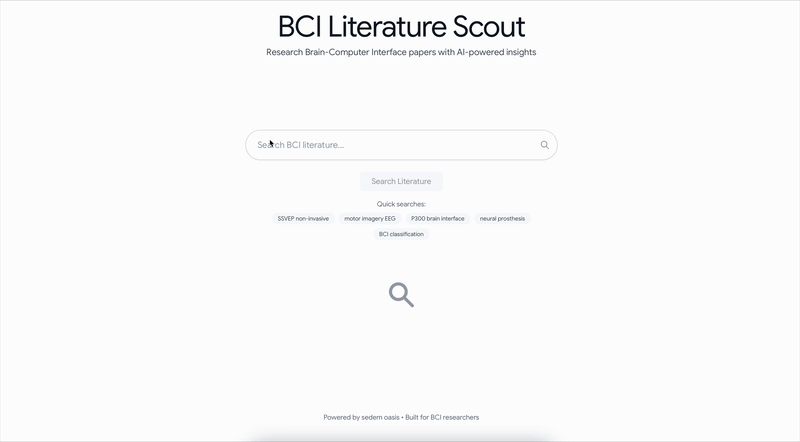 BCI Literature Scout
Research Brain-Computer Interface papers with AI-powered insights
Search BCI literature...
Search Literature
Quick searches:
SSVEP non-invasive motor imagery EEG P300 brain interface neural prosthesis
BCI classification
Powered by sedem oasis • Built for BCI researchers